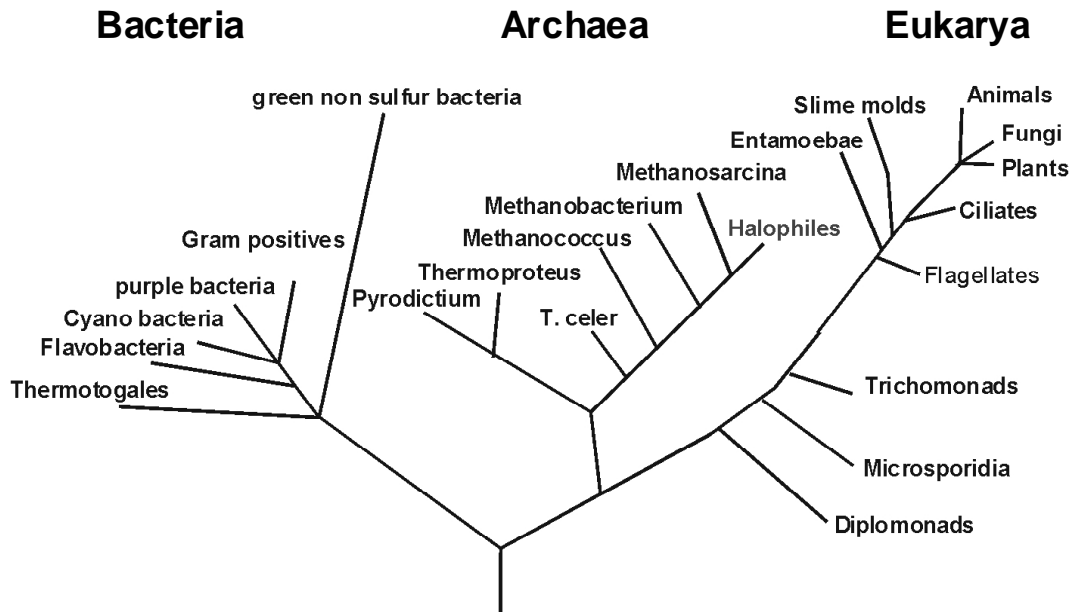 Bacteria
Archaea
Eukarya
green non sulfur bacteria
Gram positives
purple bacteria
Cyano bacteria
Flavobacteria
Thermotogales
Methanosarcina
Methanobacterium
Halophiles
Methanococcus
Thermoproteus
Pyrodictium
T. celer
Animals
Slime molds
Fungi
Entamoebae
Plants
Ciliates
Flagellates
Trichomonads
Microsporidia
Diplomonads